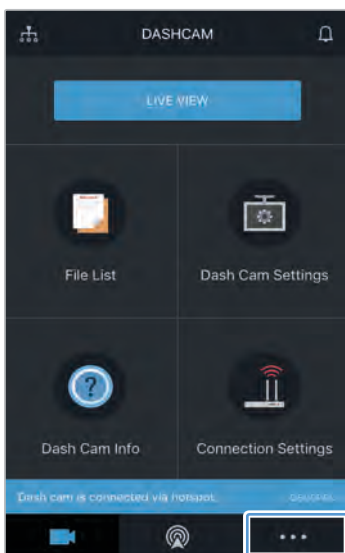 DASHCAM
LIVE VIEW
File List
Dash Cam Settings
?
Dash Cam Info
Connection Settings
Dash cam is connected via hotspot.